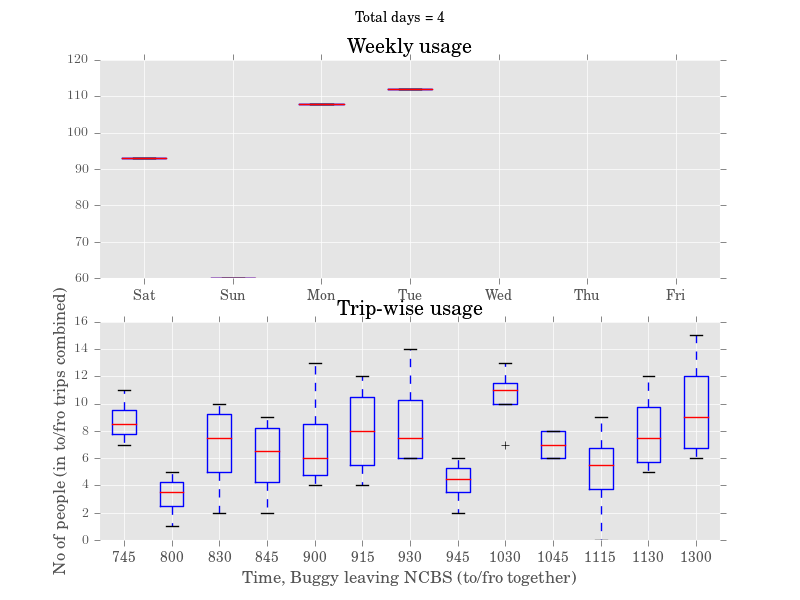 Total days = 4
Weekly usage
120
110
100
90
80
70
60
Sat Sun Mon Tue Wed Thu Fri
Trip-wise usage
No of people (in to/fro trips combined)
16
14
12
10
8
6
4
2
0
745 800 830 845 900 915 930 945 1030 1045 1115 1130 1300
Time, Buggy leaving NCBS (to/fro together)